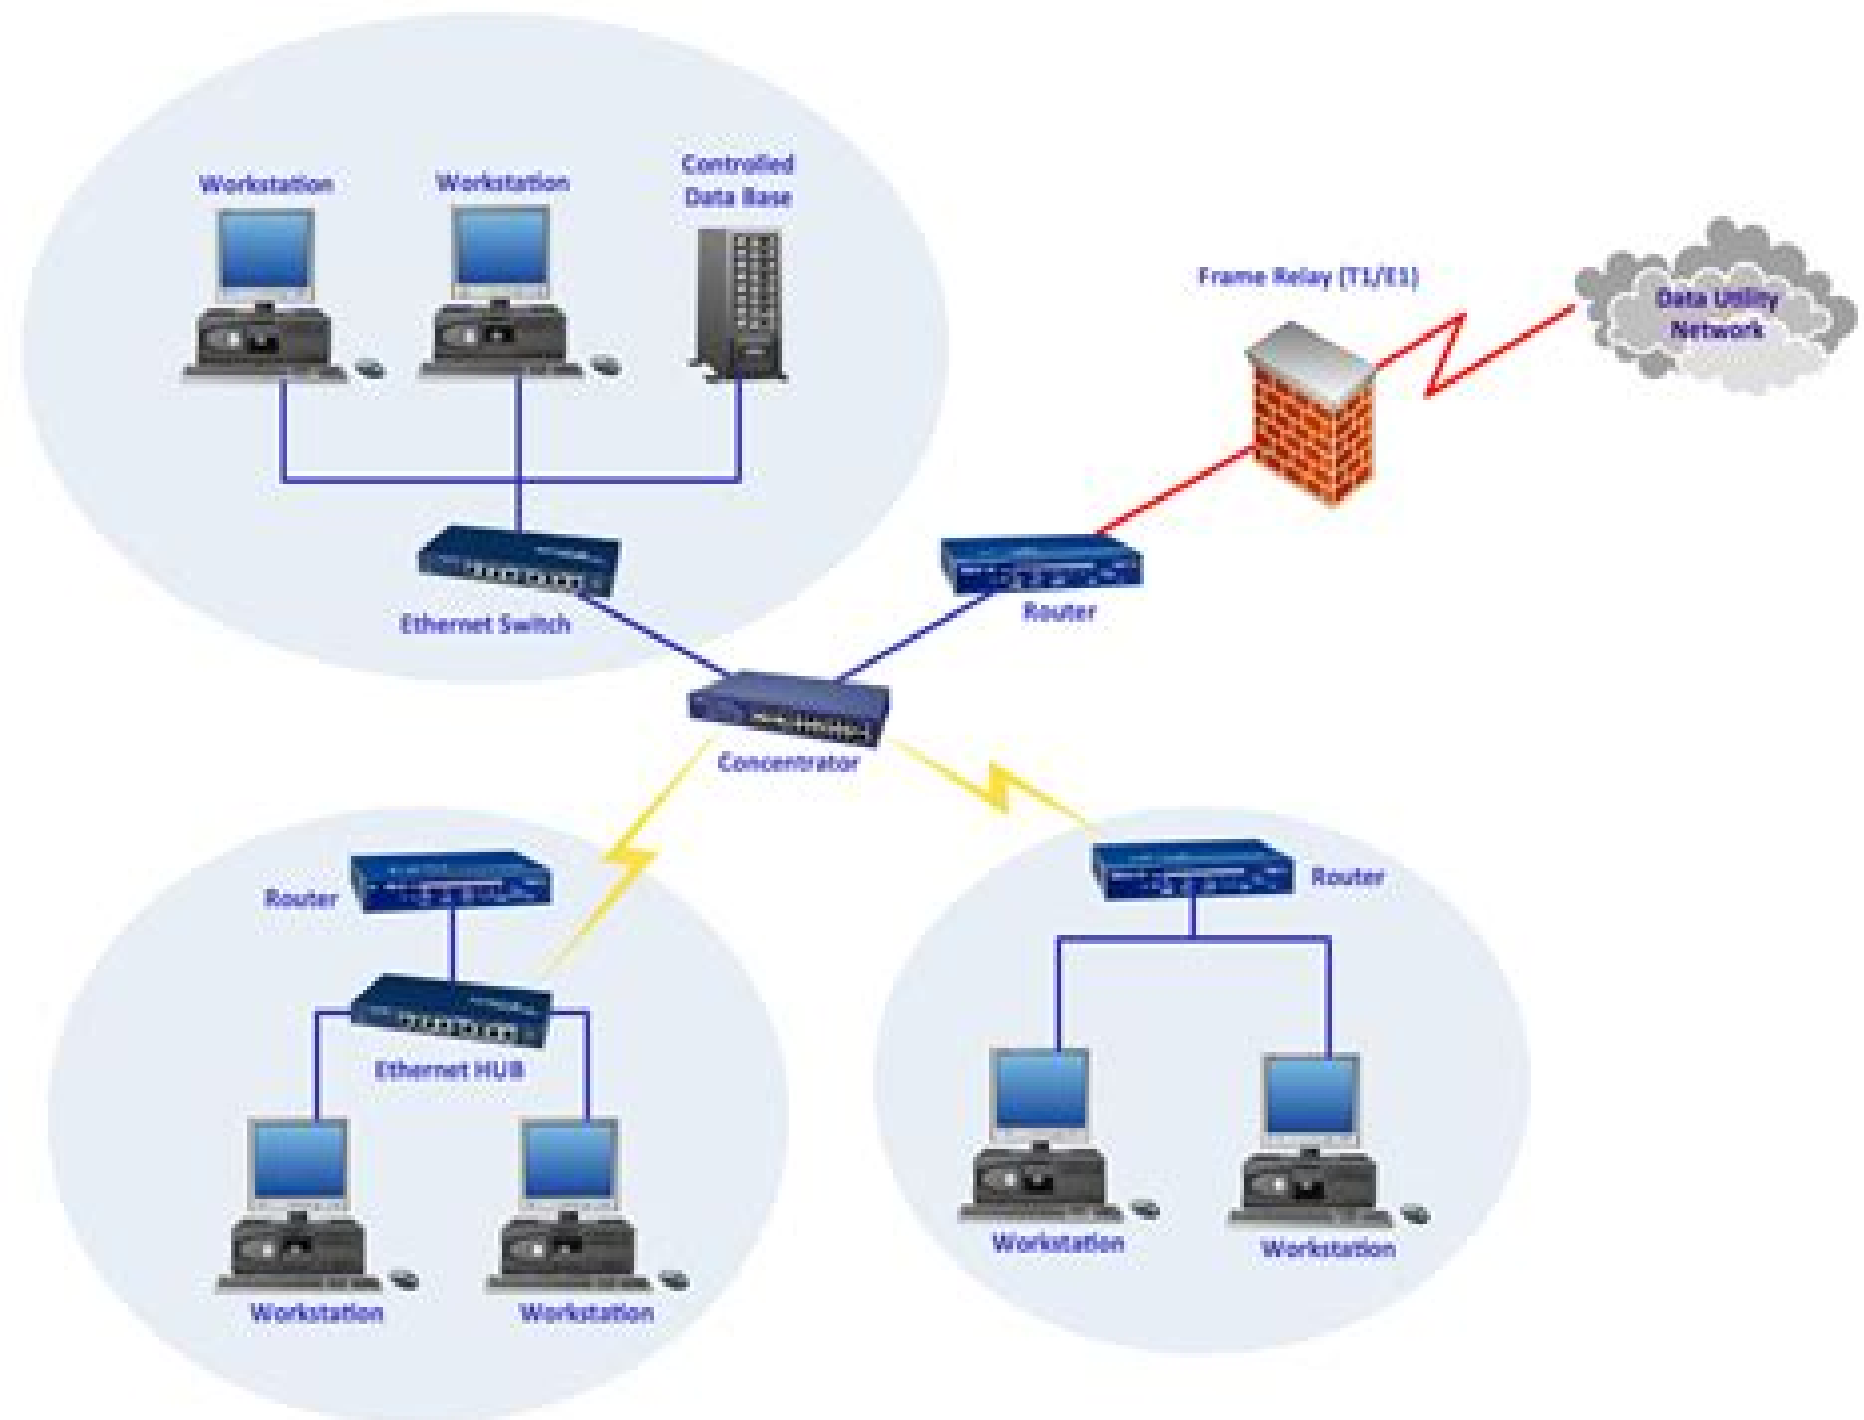 Workstation
Workstation
Controlled
Data Base
Frame Relay (T1/E1)
Data Utility
Network
Ethernet Switch
Router
Concentrator
Router
Router
Ethernet HUB
Workstation
Workstation
Workstation
Workstation